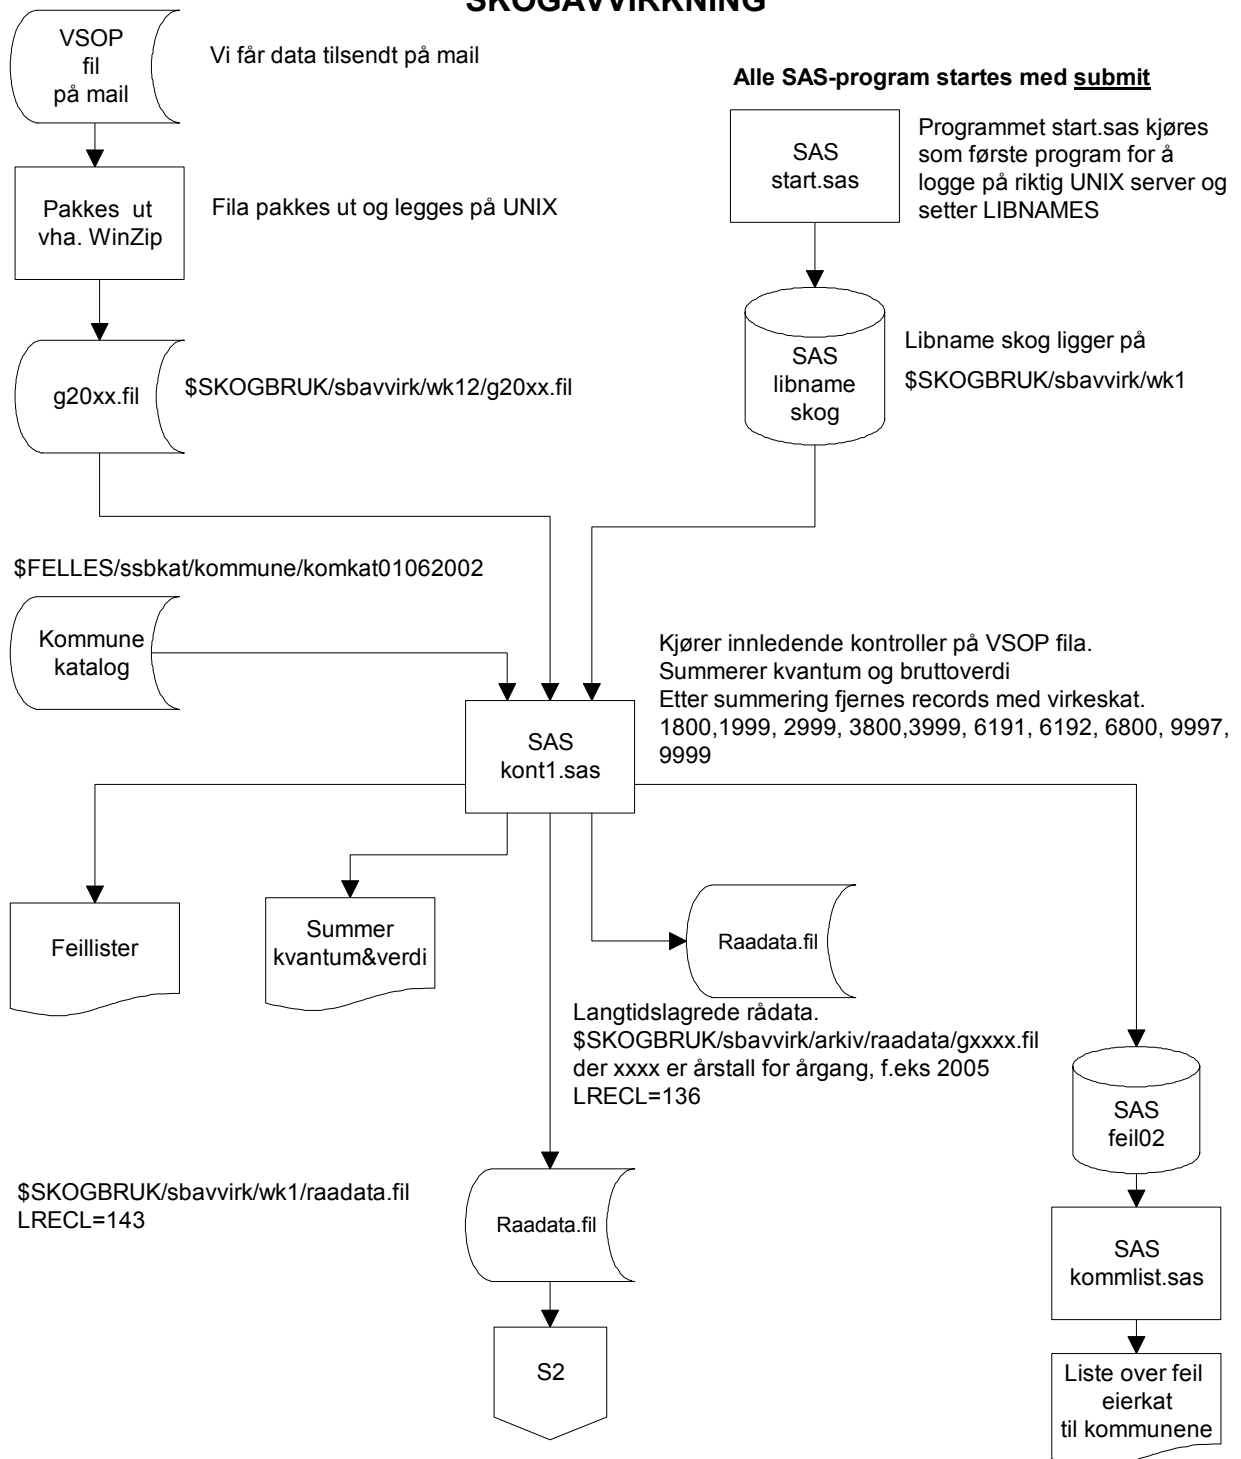 SKOGAVVIRKNING
VSOP
fil
på mail
Vi får data tilsendt på mail
Alle SAS-program startes med submit
SAS
start.sas
Programmet start.sas kjøres
som første program for å
logge på riktig UNIX server og
setter LIBNAMES
Pakkes ut
vha. WinZip
Fila pakkes ut og legges på UNIX
g20xx.fil
$SKOGBRUK/sbavvirk/wk12/g20xx.fil
SAS
libname
skog
Libname skog ligger på
$SKOGBRUK/sbavvirk/wk1
$FELLES/ssbkat/kommune/komkat01062002
Kommune
katalog
Kjører innledende kontroller på VSOP fila.
Summerer kvantum og bruttoverdi
Etter summering fjernes records med virkeskat.
1800,1999, 2999, 3800,3999, 6191, 6192, 6800, 9997,
9999
SAS
kont1.sas
Feillister
Summer
kvantum&verdi
Raadata.fil
Langtidslagrede rådata.
$SKOGBRUK/sbavvirk/arkiv/raadata/gxxxx.fil
der xxxx er årstall for årgang, f.eks 2005
LRECL=136
SAS
feil02
$SKOGBRUK/sbavvirk/wk1/raadata.fil
LRECL=143
Raadata.fil
SAS
kommlist.sas
S2
Liste over feil
eierkat
til kommunene